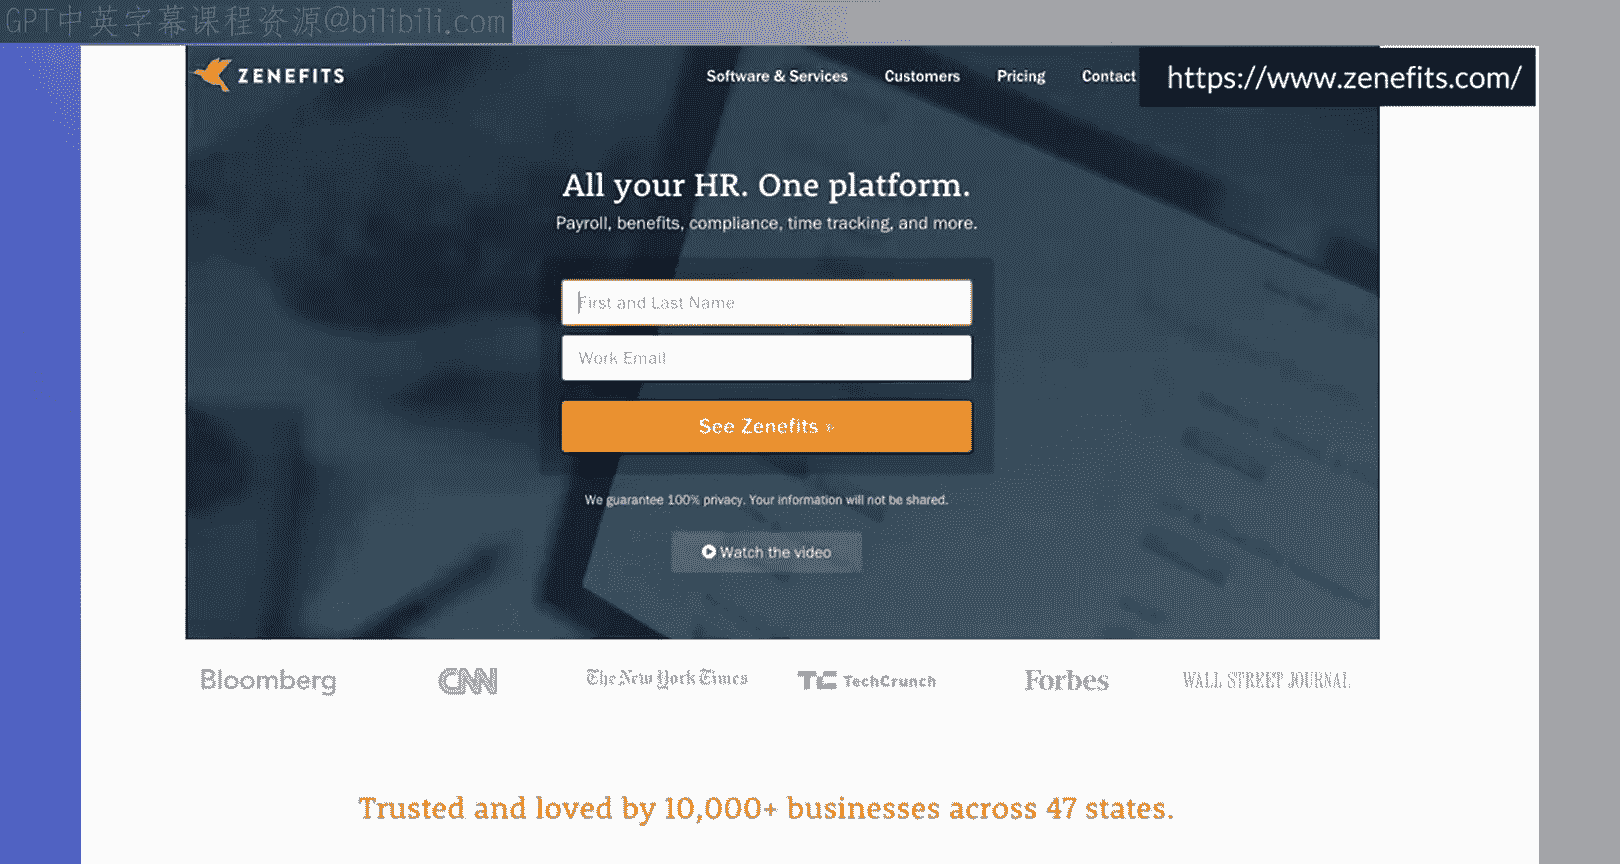 GPT中英字幕课程资源@bilibili.com
ZENEFITS
Software & Services Customers Pricing Contact
https://www.zenefits.com/
All your HR. One platform.
Payroll, benefits, compliance, time tracking, and more.
First and Last Name
Work Email
See Zenefits
We guarantee 100% privacy. Your information will not be shared.
Watch the video
Bloomberg CNN The New York Times TC TechCrunch Forbes WALL STREET JOURNAL
Trusted and loved by 10,000+ businesses across 47 states.